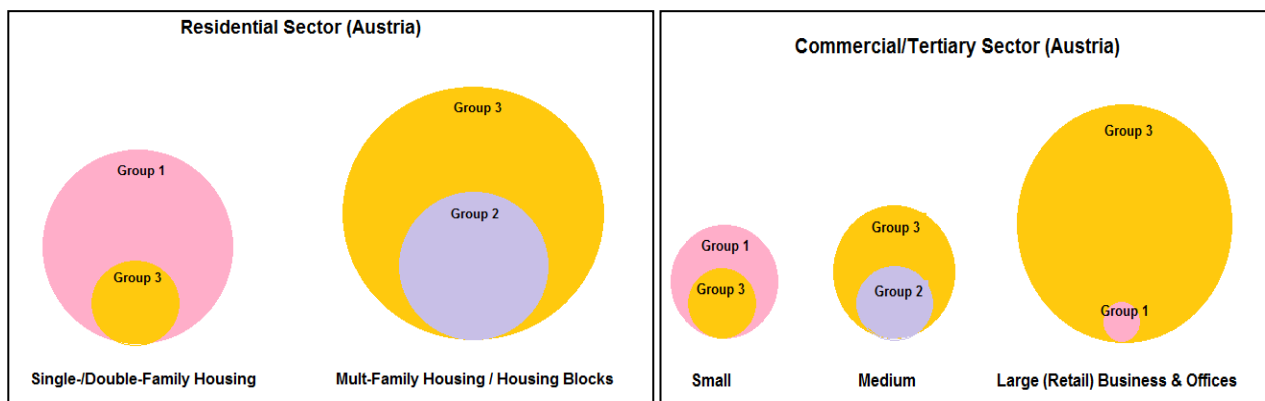 Residential Sector (Austria)
Group 3
Group 1
Group 2
Group 3
Single-/Double-Family Housing
Mult-Family Housing / Housing Blocks
Commercial/Tertiary Sector (Austria)
Group 3
Group 3
Group 1
Group 3
Group 2
Group 1
Small
Medium
Large (Retail) Business & Offices